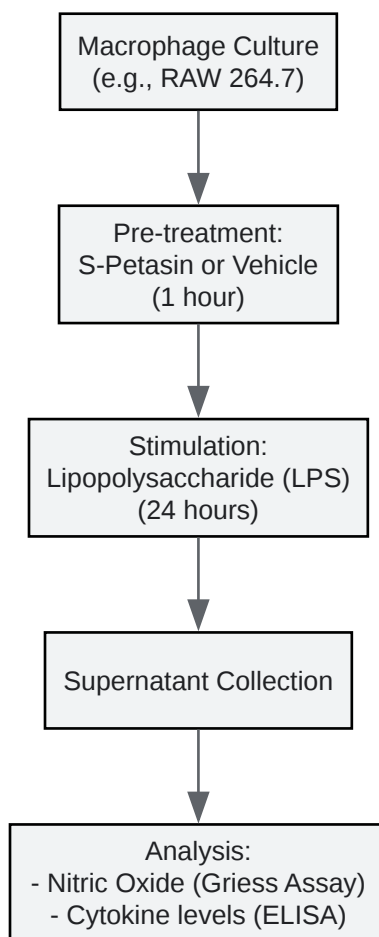 Macrophage Culture
(e.g., RAW 264.7)
Pre-treatment:
S-Petasin or Vehicle
(1 hour)
Stimulation:
Lipopolysaccharide (LPS)
(24 hours)
Supernatant Collection
Analysis:
- Nitric Oxide (Griess Assay)
- Cytokine levels (ELISA)